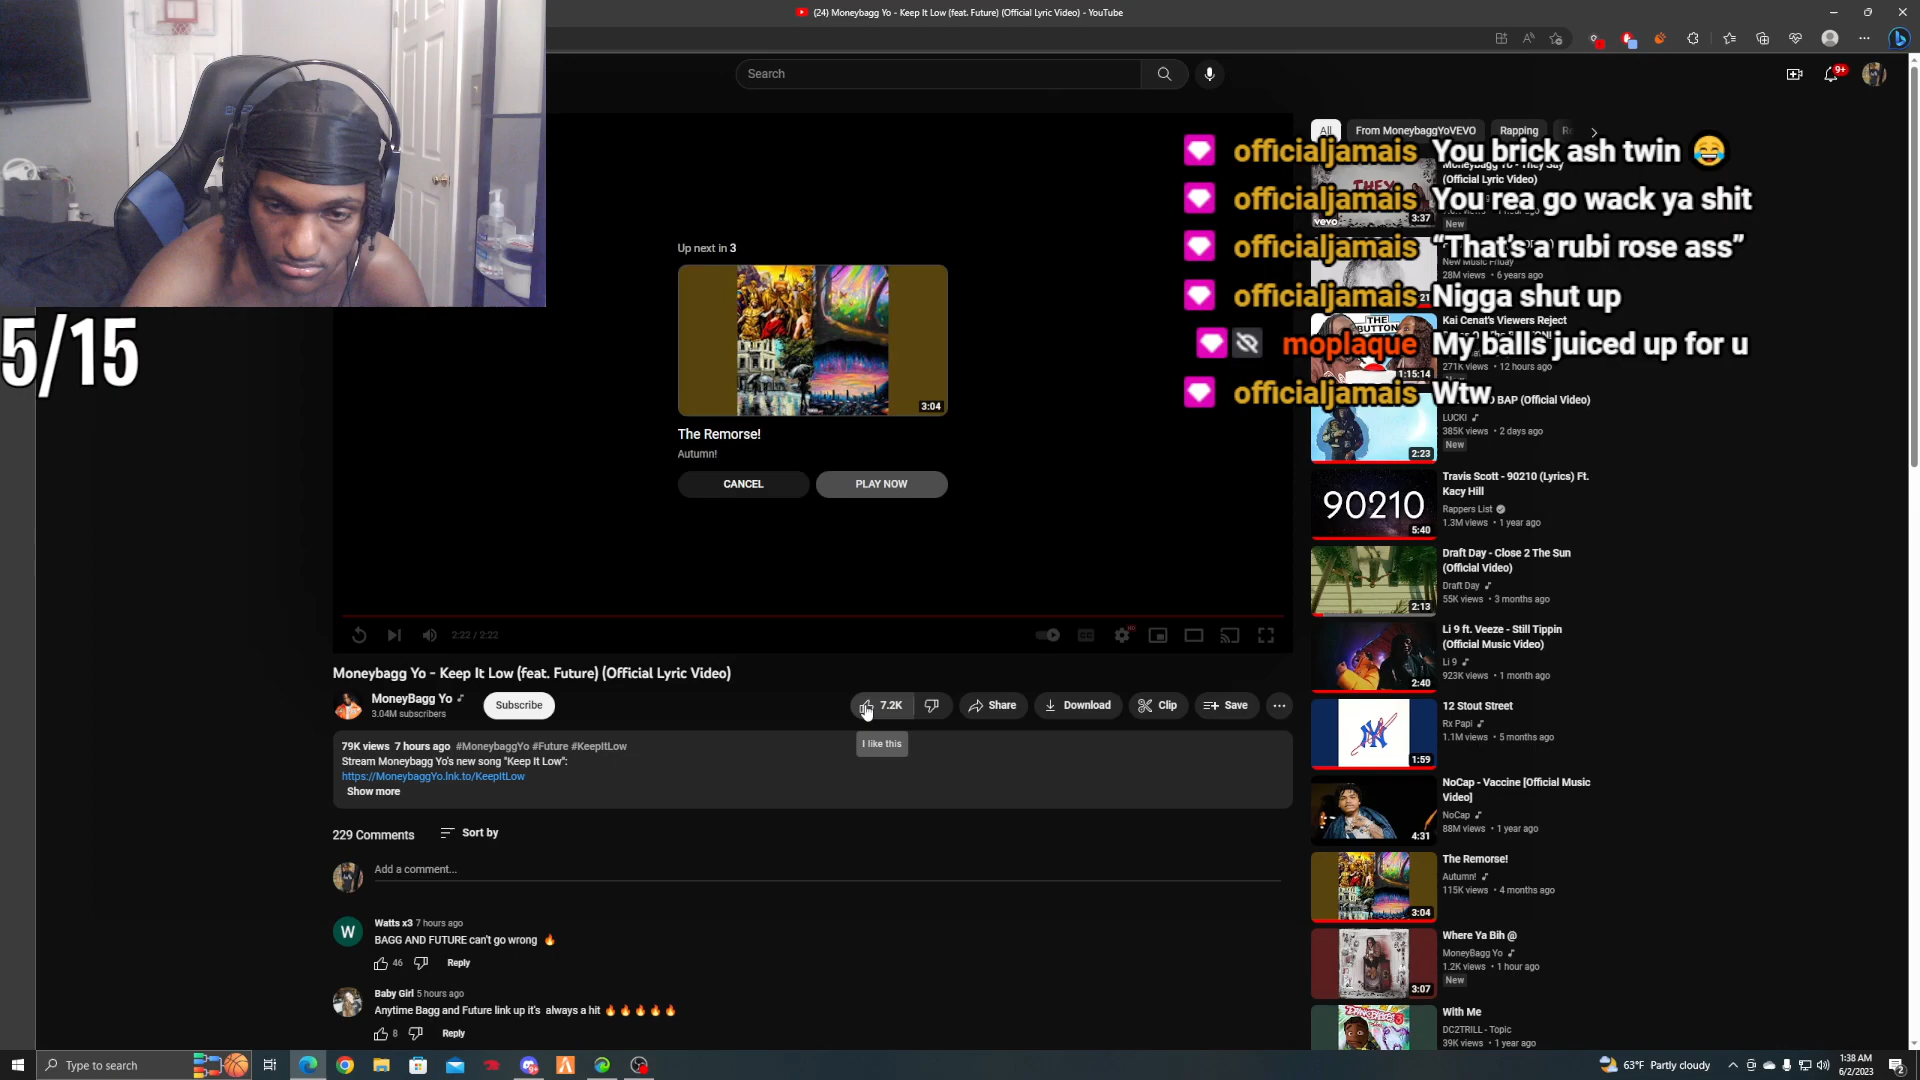 (24) Moneybagg Yo - Keep It Low (feat. Future) (Official Lyric Video) - YouTube
Search
9+
5/15
officialjamais You brick ash twin 😂
officialjamais You rea go wack ya shit
officialjamais “That's a rubi rose ass”
officialjamais Nigga shut up
moplaque My balls juiced up for u
officialjamais Wtw
Up next in 3
3:04
The Remorse!
Autumn!
CANCEL
PLAY NOW
2:22 / 2:22
Moneybagg Yo - Keep It Low (feat. Future) (Official Lyric Video)
MoneyBagg Yo
3.04M subscribers
Subscribe
7.2K
Share
Download
Clip
Save
I like this
79K views 7 hours ago #MoneybaggYo #Future #KeepItLow
Stream Moneybagg Yo's new song "Keep It Low":
https://MoneybaggYo.lnk.to/KeepItLow
Show more
229 Comments
Sort by
Add a comment...
W
Watts x3 7 hours ago
BAGG AND FUTURE can't go wrong 🔥
46
Reply
Baby Girl 5 hours ago
Anytime Bagg and Future link up it's always a hit 🔥🔥🔥🔥🔥
8
Reply
All
From MoneybaggYoVEVO
Rapping
Moneybagg Yo - They Say
(Official Lyric Video)
THEY
vevo
3:37
New
New Music Friday
28M views • 6 years ago
21
THE BUTTON
Kai Cenat's Viewers Reject
271K views • 12 hours ago
1:15:14
BAP (Official Video)
LUCKI
385K views • 2 days ago
New
2:23
90210
5:40
Travis Scott - 90210 (Lyrics) Ft.
Kacy Hill
Rappers List
1.3M views • 1 year ago
Draft Day - Close 2 The Sun
(Official Video)
Draft Day
55K views • 3 months ago
2:13
Li 9 ft. Veeze - Still Tippin
(Official Music Video)
Li 9
923K views • 1 month ago
2:40
12 Stout Street
Rx Papi
1.1M views • 5 months ago
1:59
NoCap - Vaccine [Official Music
Video]
NoCap
88M views • 1 year ago
4:31
The Remorse!
Autumn!
115K views • 4 months ago
3:04
Where Ya Bih @
MoneyBagg Yo
1.2K views • 1 hour ago
New
3:07
With Me
DC2TRILL - Topic
39K views • 1 year ago
Type to search
63°F Partly cloudy
1:38 AM
6/2/2023
2